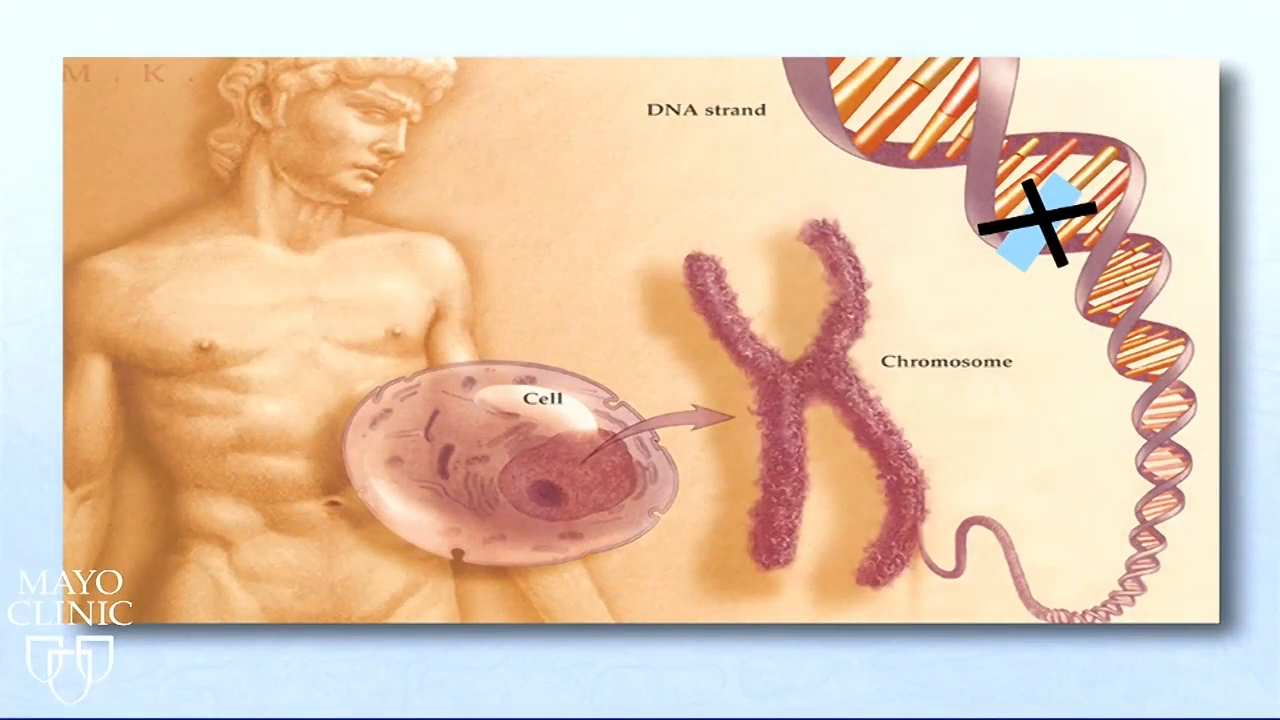 M . K .
DNA strand
Chromosome
Cell
MAYO
CLINIC